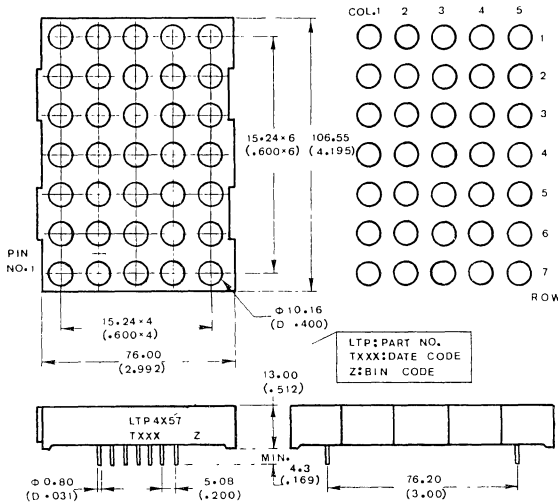 COL.1 2 3 4 5
1
2
3
4
5
6
7
ROW
15.24×6
(.600×6)
106.55
(4.195)
PIN
NO.1
Φ10.16
(D .400)
15.24×4
(.600×4)
76.00
(2.992)
LTP:PART NO.
TXXX:DATE CODE
Z:BIN CODE
13.00
(.512)
LTP4X57
TXXX Z
MIN.
4.3
(.169)
Φ0.80
(D .031)
5.08
(.200)
76.20
(3.00)